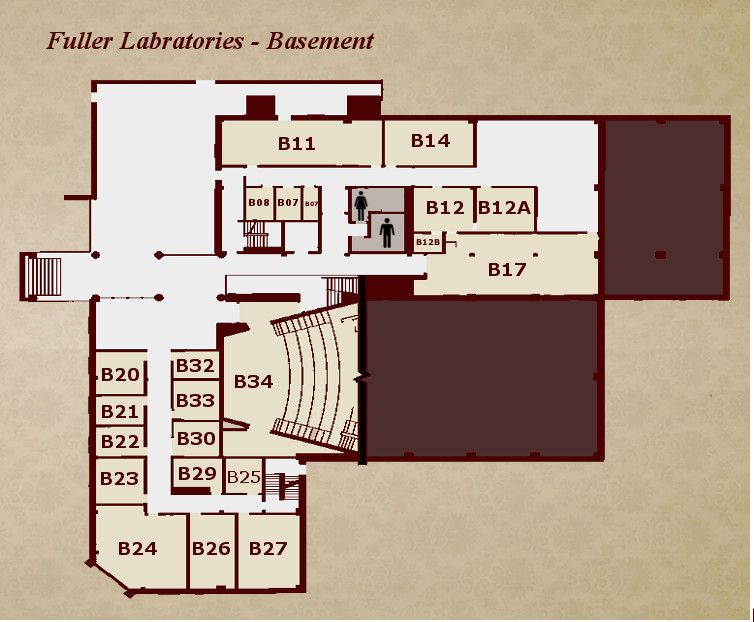 Fuller Labratories - Basement
B11
B14
B08
B07
B07
B12
B12A
B12B
B17
B20
B32
B34
B33
B21
B22
B30
B23
B29
B25
B24
B26
B27